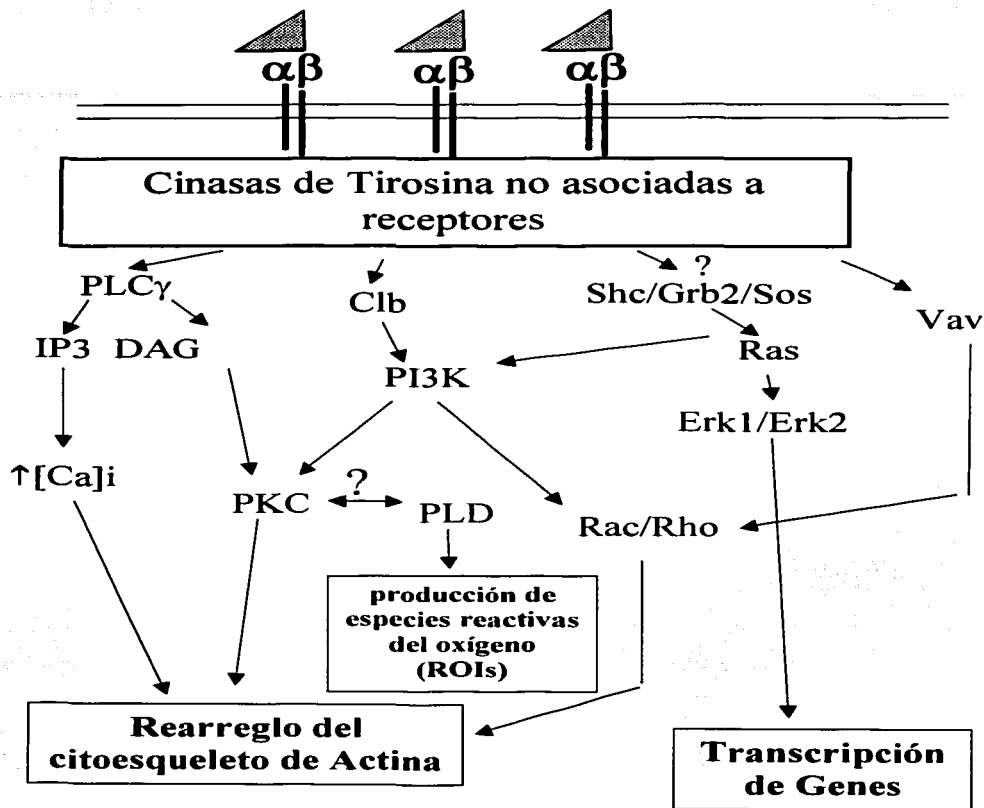 αβ αβ αβ
Cinasas de Tirosina no asociadas a
receptores
?
PLCγ
Clb
Shc/Grb2/Sos
Vav
IP3 DAG
Ras
PI3K
Erk1/Erk2
↑[Ca]i
PKC
?
PLD
Rac/Rho
producción de
especies reactivas
del oxígeno
(ROIs)
Rearreglo del
citoesqueleto de Actina
Transcripción
de Genes